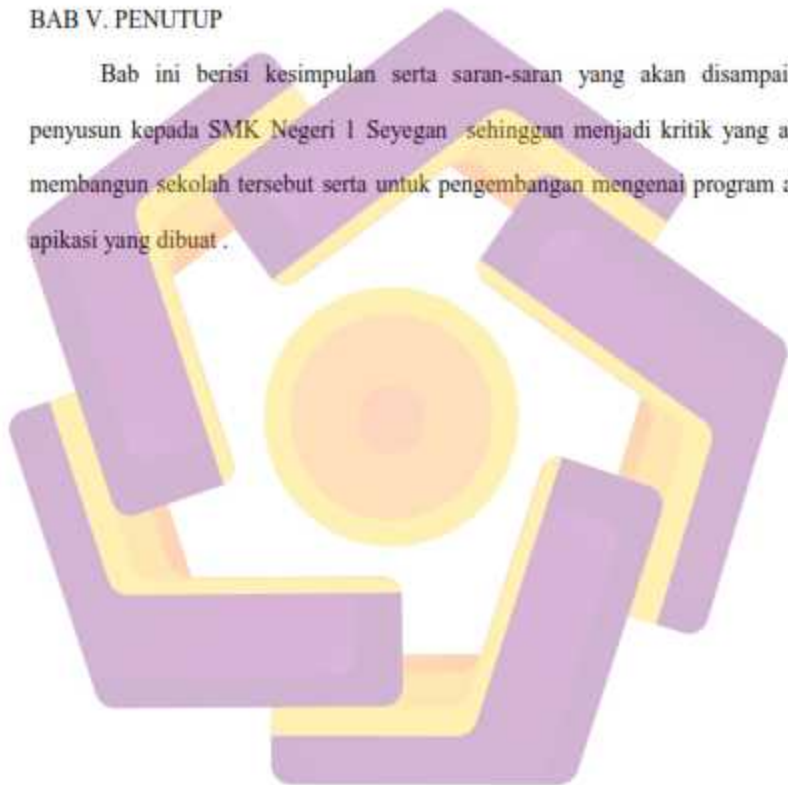 BAB V. PENUTUP
Bab ini berisi kesimpulan serta saran-saran yang akan disampai
penyusun kepada SMK Negeri 1 Seyegan sehinggan menjadi kritik yang a
membangun sekolah tersebut serta untuk pengembangan mengenai program a
apikasi yang dibuat .